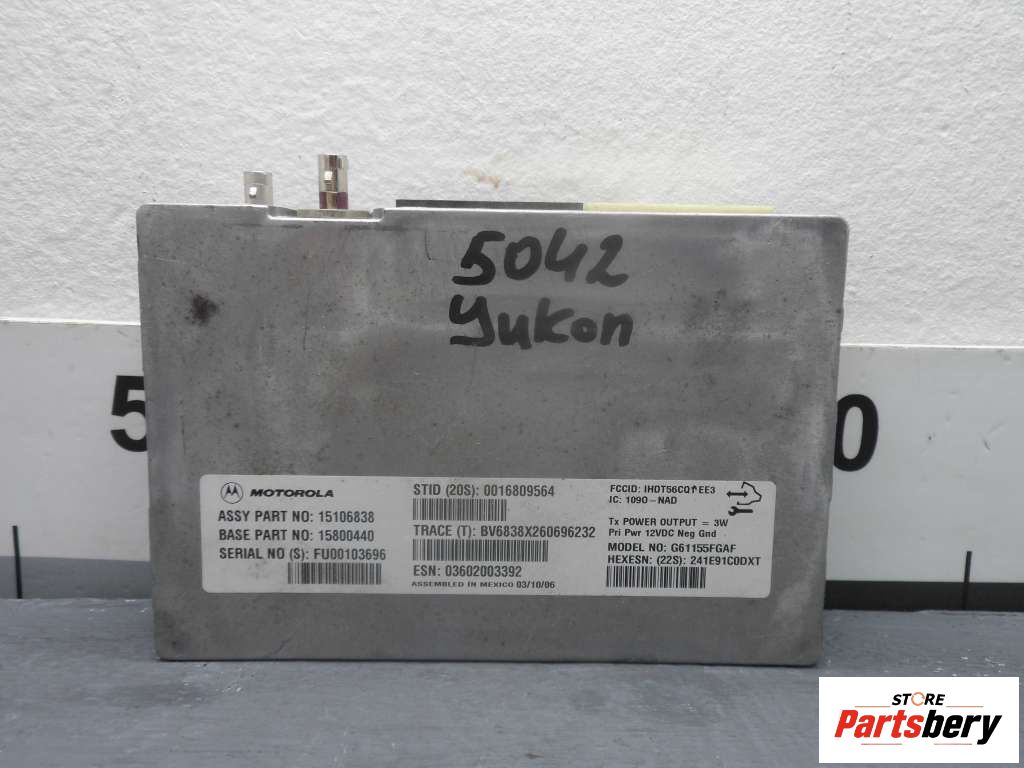 5042
Yukon
5
0
MOTOROLA
ASSY PART NO: 15106838
BASE PART NO: 15800440
SERIAL NO (S): FU00103696
STID (20S): 0016809564
TRACE (T): BV6838X260696232
ESN: 03602003392
ASSEMBLED IN MEXICO 03/10/06
FCCID: IHDT56CQ1EE3
IC: 1090-NAD
Tx POWER OUTPUT = 3W
Pri Pwr 12VDC Neg Gnd
MODEL NO: G61155FGAF
HEXESN: (22S): 241E91C0DXT
STORE
Partsbery